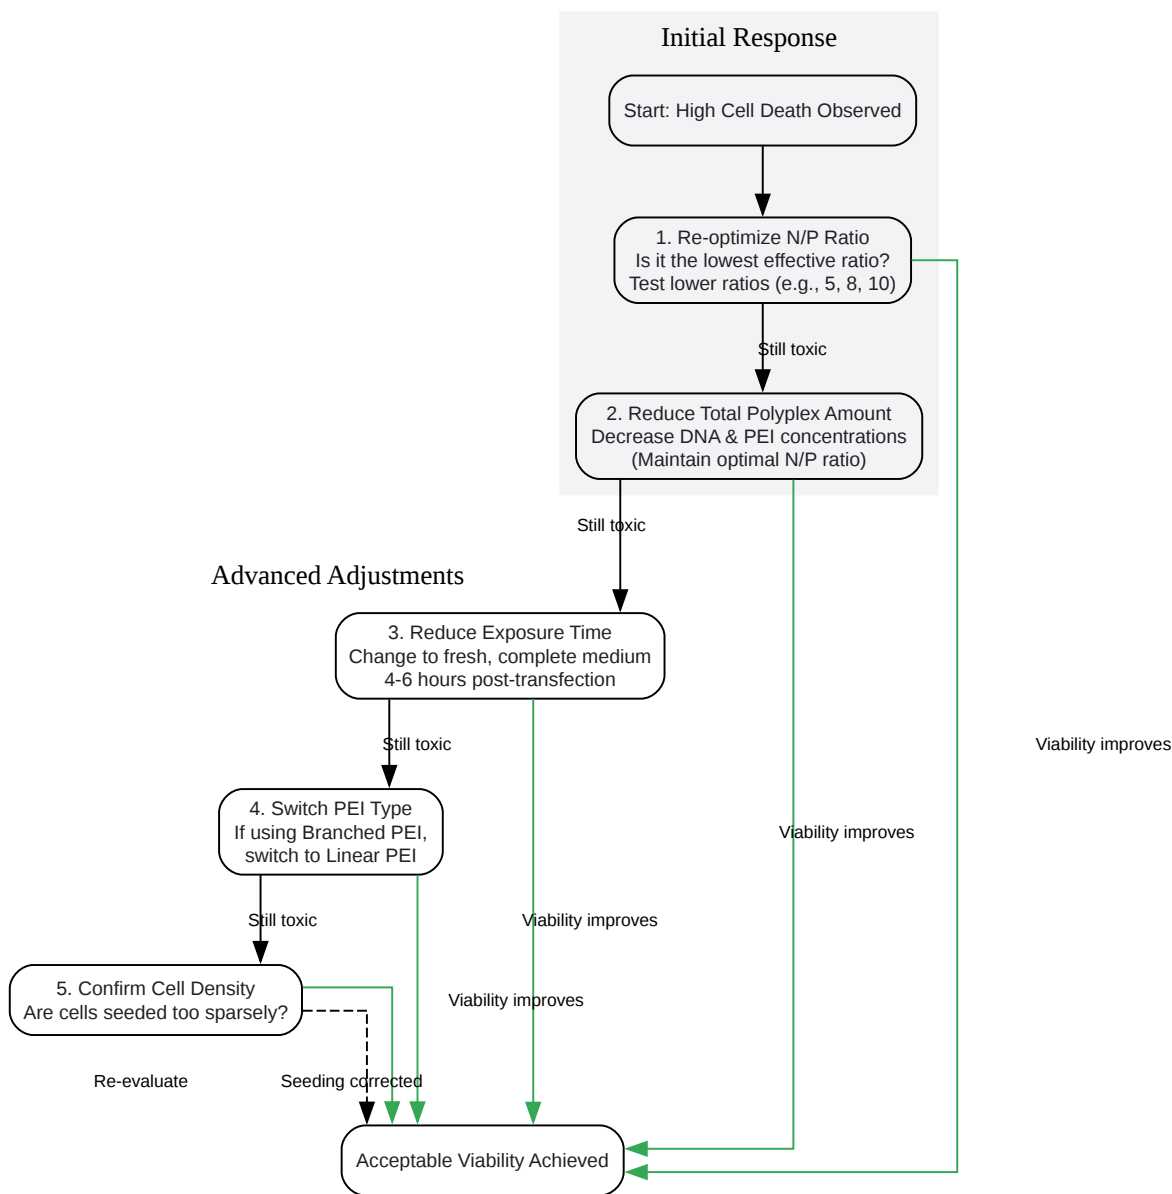 Initial Response
Start: High Cell Death Observed
1. Re-optimize N/P Ratio
Is it the lowest effective ratio?
Test lower ratios (e.g., 5, 8, 10)
Still toxic
2. Reduce Total Polyplex Amount
Decrease DNA & PEI concentrations
(Maintain optimal N/P ratio)
Still toxic
Advanced Adjustments
3. Reduce Exposure Time
Change to fresh, complete medium
4-6 hours post-transfection
Still toxic
Viability improves
4. Switch PEI Type
If using Branched PEI,
switch to Linear PEI
Viability improves
Still toxic
Viability improves
5. Confirm Cell Density
Are cells seeded too sparsely?
Viability improves
Re-evaluate
Seeding corrected
Acceptable Viability Achieved